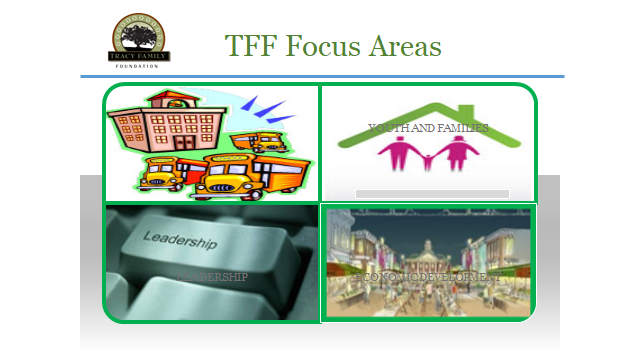 TRACY FAMILY
FOUNDATION
TFF Focus Areas
YOUTH AND FAMILIES
Leadership
LEADERSHIP
ECONOMIC DEVELOPMENT